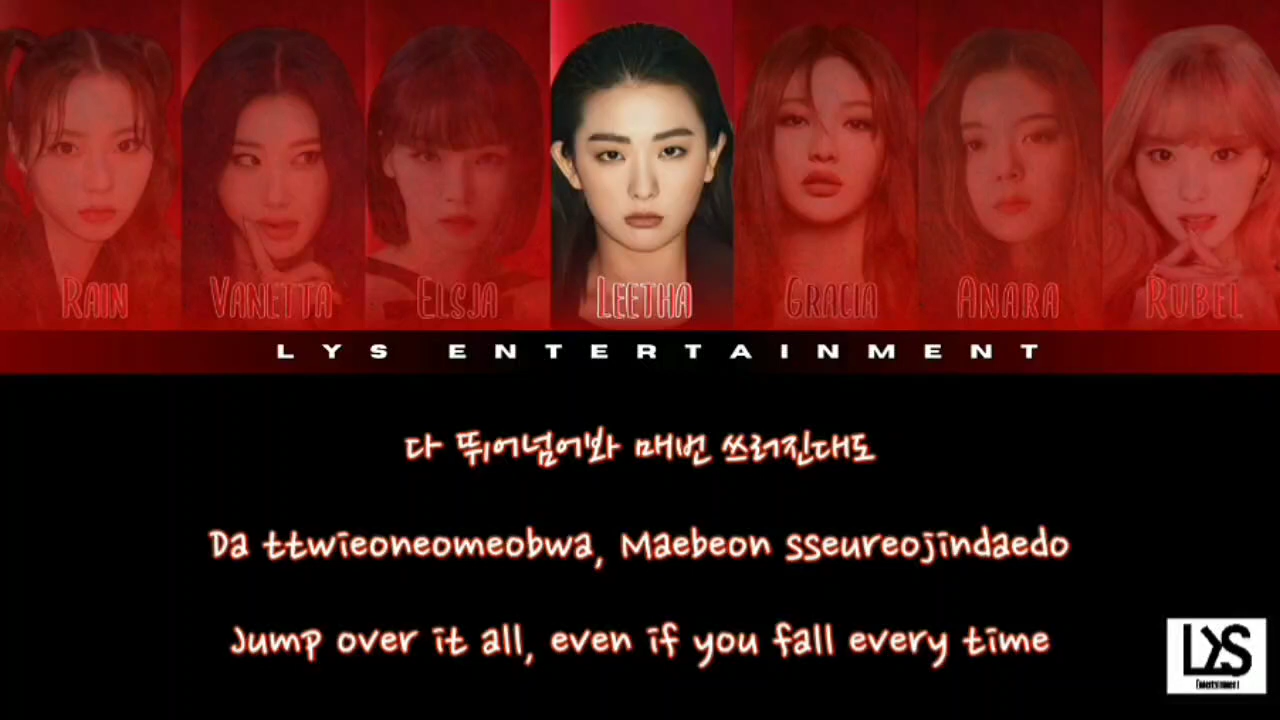 RAIN VANETTA ELSJA LEETHA GRACIA ANARA RUBEL
LYS ENTERTAINMENT
다 뛰어넘어봐 매번 쓰러진대도
Da ttwieoneomeobwa, Maebeon sseureojindaedo
Jump over it all, even if you fall every time
LYS
Entertainment